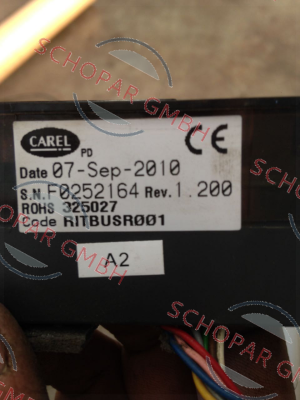 CAREL
PD
Date 07-Sep-2010
S.N.F0252164 Rev.1.200
ROHS 325027
Code RITBUSR001
CE
A2
SCHOPAR GMBH
SCHOPAR GMBH
SCHOPAR GMBH
SCHOPAR GMBH